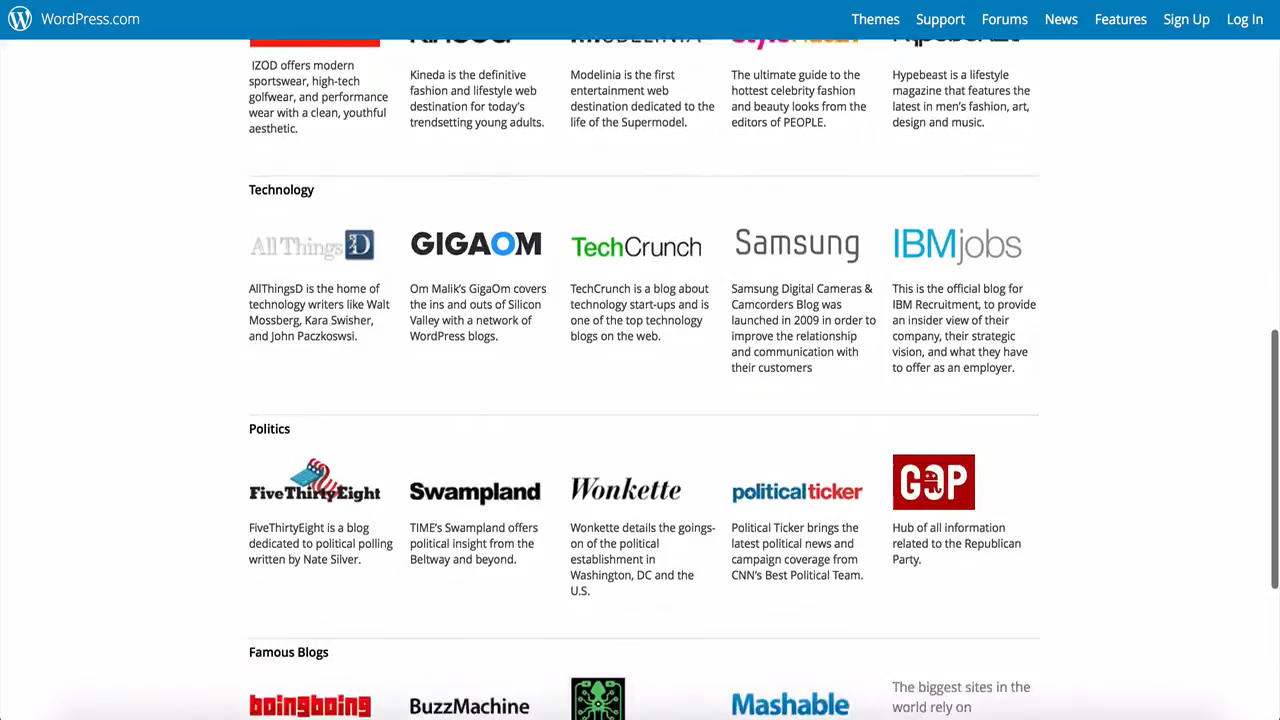 WordPress.com
Themes Support Forums News Features Sign Up Log In
IZOD offers modern
sportswear, high-tech
golfwear, and performance
wear with a clean, youthful
aesthetic.
Kineda is the definitive
fashion and lifestyle web
destination for today's
trendsetting young adults.
Modelinia is the first
entertainment web
destination dedicated to the
life of the Supermodel.
The ultimate guide to the
hottest celebrity fashion
and beauty looks from the
editors of PEOPLE.
Hypebeast is a lifestyle
magazine that features the
latest in men's fashion, art,
design and music.
Technology
All Things D
AllThingsD is the home of
technology writers like Walt
Mossberg, Kara Swisher,
and John Paczkoswsi.
GIGAOM
Om Malik's GigaOm covers
the ins and outs of Silicon
Valley with a network of
WordPress blogs.
TechCrunch
TechCrunch is a blog about
technology start-ups and is
one of the top technology
blogs on the web.
Samsung
Samsung Digital Cameras &
Camcorders Blog was
launched in 2009 in order to
improve the relationship
and communication with
their customers
IBMjobs
This is the official blog for
IBM Recruitment, to provide
an insider view of their
company, their strategic
vision, and what they have
to offer as an employer.
Politics
FiveThirtyEight
FiveThirtyEight is a blog
dedicated to political polling
written by Nate Silver.
Swampland
TIME's Swampland offers
political insight from the
Beltway and beyond.
Wonkette
Wonkette details the goings-
on of the political
establishment in
Washington, DC and the
U.S.
politicalticker
Political Ticker brings the
latest political news and
campaign coverage from
CNN's Best Political Team.
GOP
Hub of all information
related to the Republican
Party.
Famous Blogs
boingboing
BuzzMachine
Mashable
The biggest sites in the
world rely on